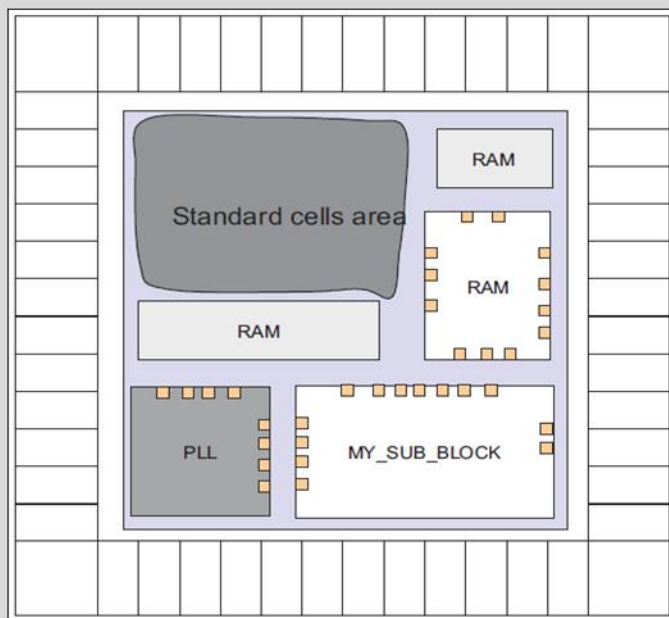 RAM
Standard cells area
RAM
RAM
PLL
MY_SUB_BLOCK